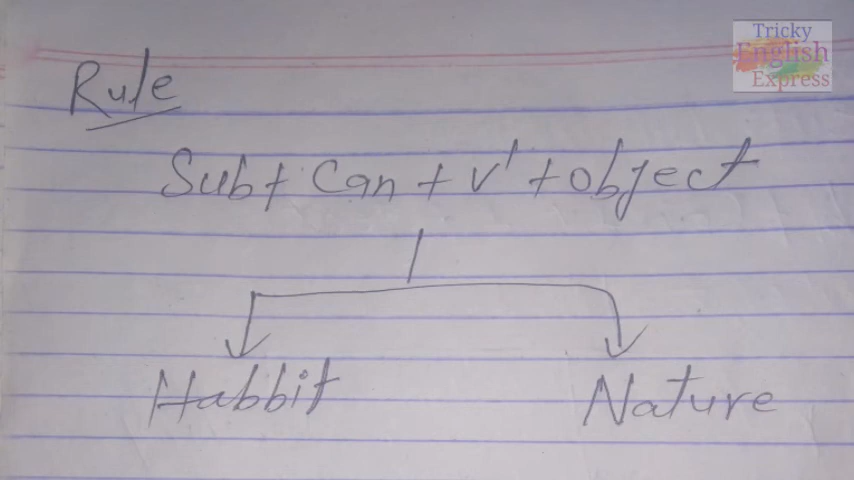 Tricky
English
Express
Rule
Sub + Can + V¹ + object
Habbit Nature